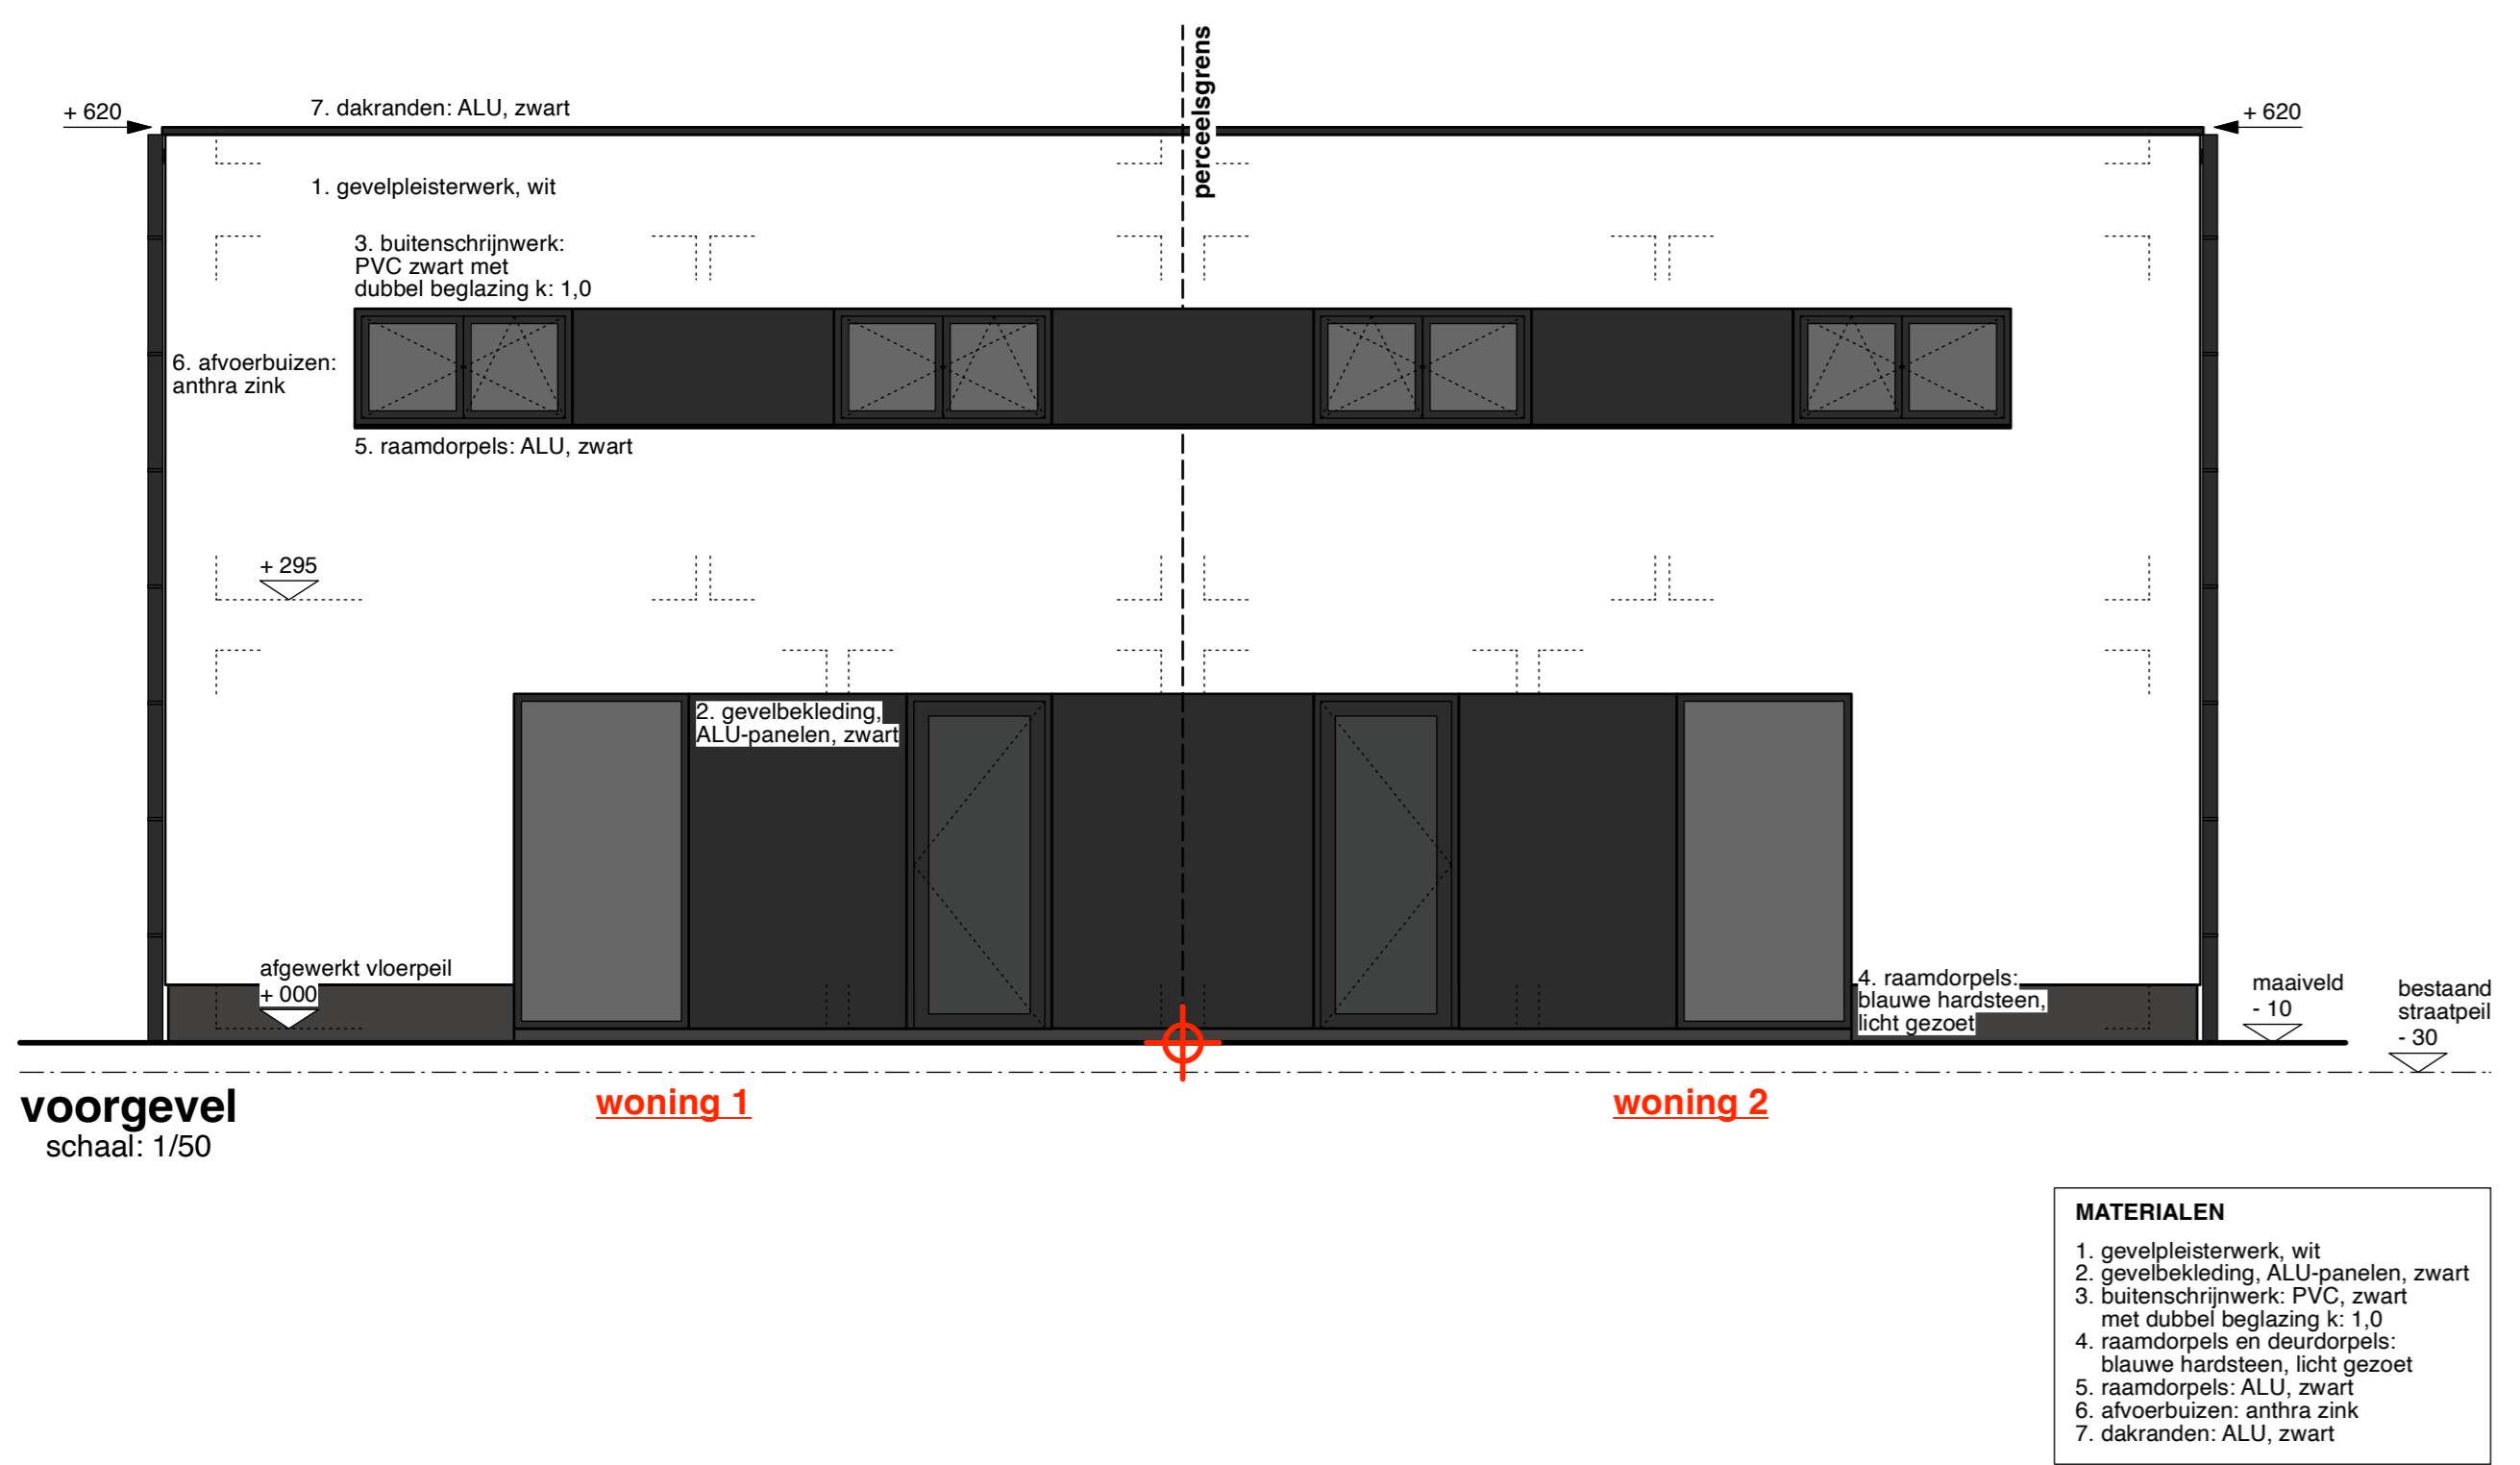 perceelsgrens
+ 620
7. dakranden: ALU, zwart
+ 620
1. gevelpleisterwerk, wit
3. buitenschrijnwerk:
PVC zwart met
dubbel beglazing k: 1,0
6. afvoerbuizen:
anthra zink
5. raamdorpels: ALU, zwart
+ 295
2. gevelbekleding,
ALU-panelen, zwart
afgewerkt vloerpeil
+ 000
4. raamdorpels:
blauwe hardsteen,
licht gezoet
maaiveld
- 10
bestaand
straatpeil
- 30
voorgevel
schaal: 1/50
woning 1
woning 2
MATERIALEN
1. gevelpleisterwerk, wit
2. gevelbekleding, ALU-panelen, zwart
3. buitenschrijnwerk: PVC, zwart
met dubbel beglazing k: 1,0
4. raamdorpels en deurdorpels:
blauwe hardsteen, licht gezoet
5. raamdorpels: ALU, zwart
6. afvoerbuizen: anthra zink
7. dakranden: ALU, zwart